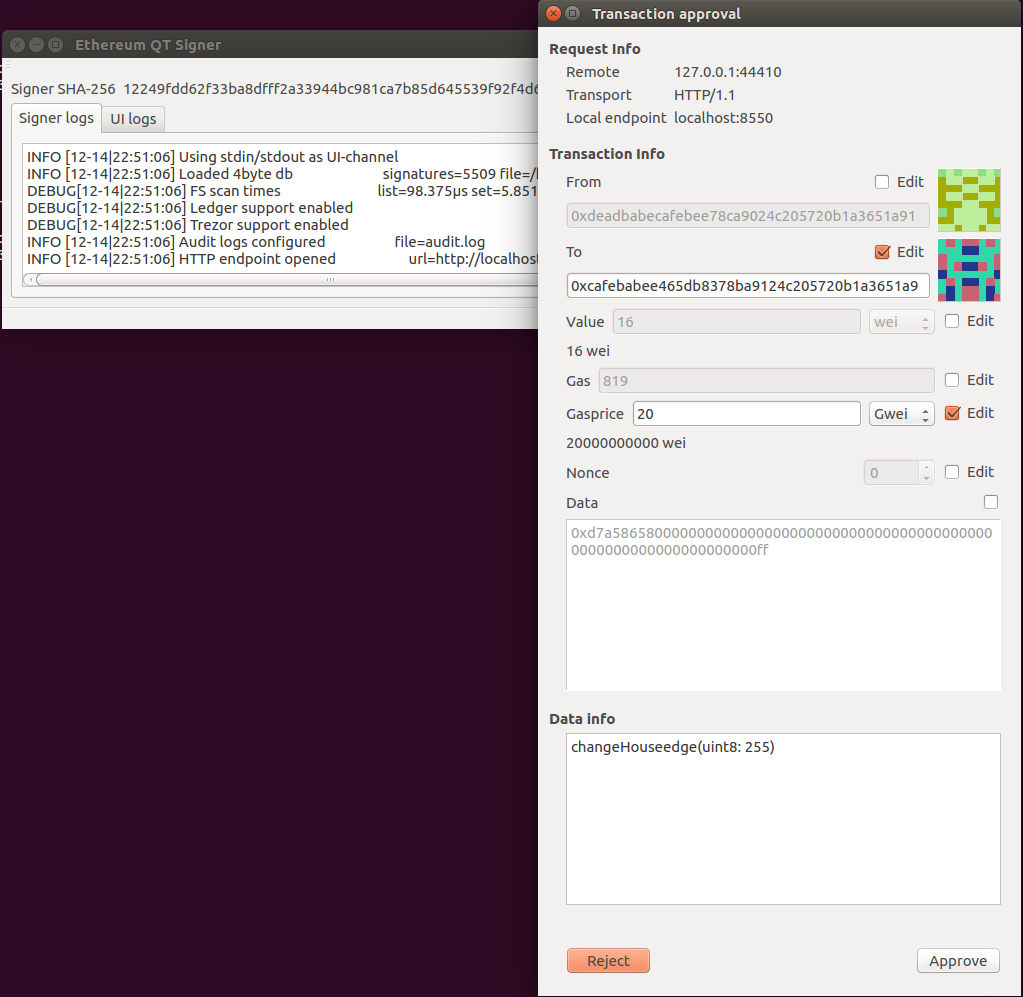 Ethereum QT Signer
Signer SHA-256 12249fdd62f33ba8dfff2a33944bc981ca7b85d645539f92f4d6
Signer logs
UI logs
INFO [12-14|22:51:06] Using stdin/stdout as UI-channel
INFO [12-14|22:51:06] Loaded 4byte db signatures=5509 file=/
DEBUG[12-14|22:51:06] FS scan times list=98.375µs set=5.851
DEBUG[12-14|22:51:06] Ledger support enabled
DEBUG[12-14|22:51:06] Trezor support enabled
INFO [12-14|22:51:06] Audit logs configured file=audit.log
INFO [12-14|22:51:06] HTTP endpoint opened url=http://localhos
Transaction approval
Request Info
Remote 127.0.0.1:44410
Transport HTTP/1.1
Local endpoint localhost:8550
Transaction Info
From Edit
0xdeadbabecafebee78ca9024c205720b1a3651a91
To Edit
0xcafebabee465db8378ba9124c205720b1a3651a9
Value 16 wei Edit
16 wei
Gas 819 Edit
Gasprice 20 Gwei Edit
20000000000 wei
Nonce 0 Edit
Data
0xd7a5865800000000000000000000000000000000000000000
000000000000000000000ff
Data info
changeHouseedge(uint8: 255)
Reject
Approve